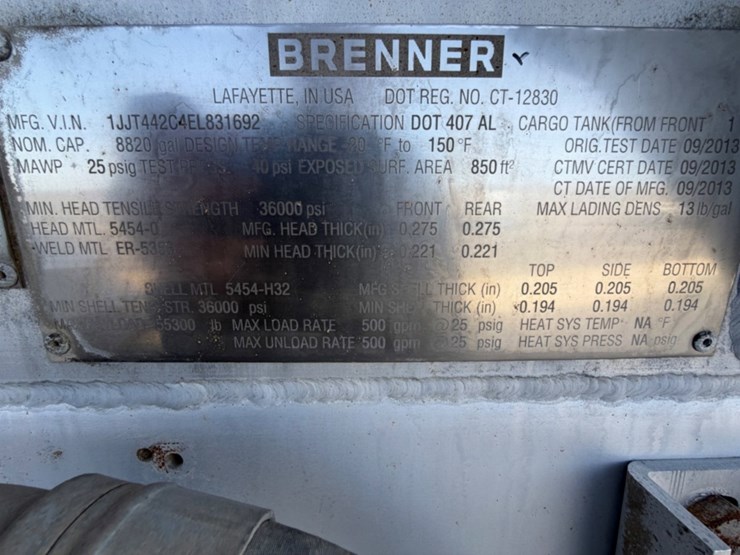 BRENNER
LAFAYETTE, IN USA DOT REG. NO. CT-12830
MFG. V.I.N. 1JJT442C4EL831692 SPECIFICATION DOT 407 AL CARGO TANK(FROM FRONT 1
NOM. CAP. 8820 gal DESIGN °F to 150 °F ORIG.TEST DATE 09/2013
MAWP 25 psig TEST 40 psi EXPOSED SURF. AREA 850 ft² CTMV CERT DATE 09/2013
CT DATE OF MFG. 09/2013
MIN. HEAD TENSILE STRENGTH 36000 psi FRONT REAR MAX LADING DENS. 13 lb/gal
HEAD MTL. 5454-0 MFG. HEAD THICK(in) 0.275 0.275
WELD MTL ER- MIN HEAD THICK(in) 0.221 0.221
TOP SIDE BOTTOM
SHELL MTL 5454-H32 MFG SHELL THICK (in) 0.205 0.205 0.205
MIN SHELL TENS. STR. 36000 psi MIN SHELL THICK (in) 0.194 0.194 0.194
lb MAX LOAD RATE 500 gpm @ 25 psig HEAT SYS TEMP NA °F
MAX UNLOAD RATE 500 gpm @ 25 psig HEAT SYS PRESS NA psig